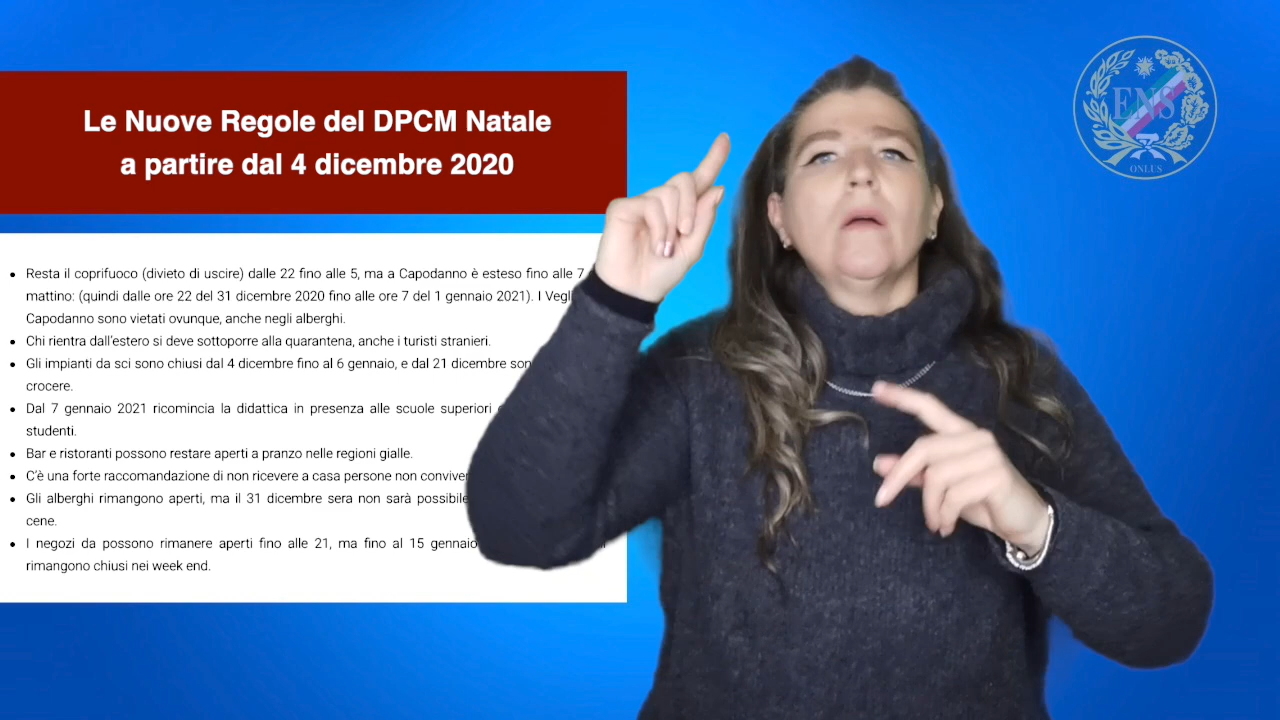 Le Nuove Regole del DPCM Natale
a partire dal 4 dicembre 2020
ENS
ONLUS
• Resta il coprifuoco (divieto di uscire) dalle 22 fino alle 5, ma a Capodanno è esteso fino alle 7
mattino: (quindi dalle ore 22 del 31 dicembre 2020 fino alle ore 7 del 1 gennaio 2021). I
Capodanno sono vietati ovunque, anche negli alberghi.
• Chi rientra dall'estero si deve sottoporre alla quarantena, anche i turisti stranieri.
• Gli impianti da sci sono chiusi dal 4 dicembre fino al 6 gennaio, e dal 21 dicembre
crocere.
• Dal 7 gennaio 2021 ricomincia la didattica in presenza alle scuole superiori
studenti.
• Bar e ristoranti possono restare aperti a pranzo nelle regioni gialle.
• C'è una forte raccomandazione di non ricevere a casa persone non
• Gli alberghi rimangono aperti, ma il 31 dicembre sera non sarà possibile
cene.
• I negozi da possono rimanere aperti fino alle 21, ma fino al 15 gennaio
rimangono chiusi nei week end.